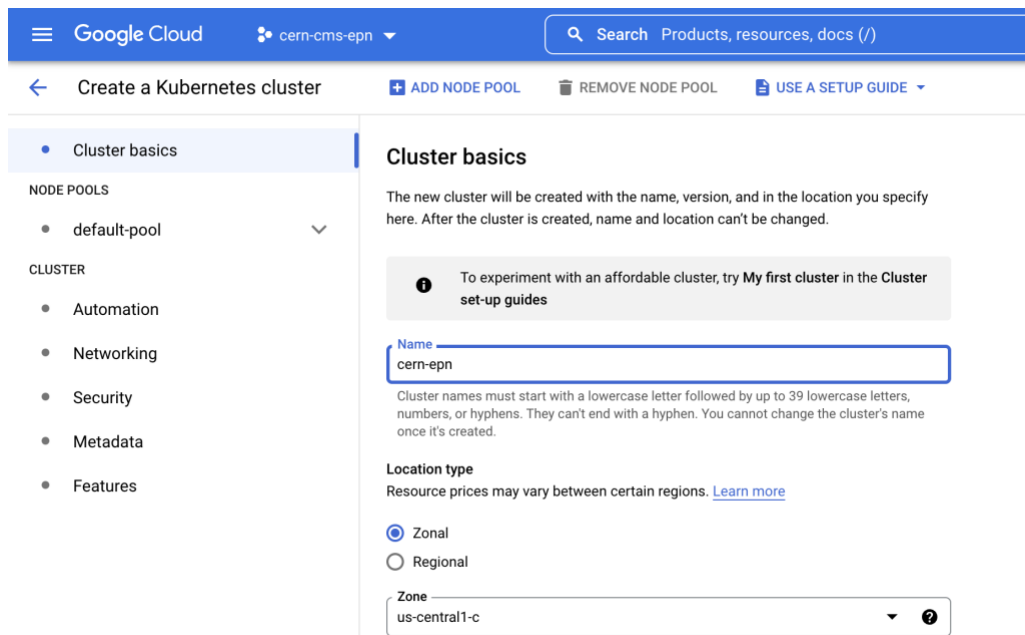 Google Cloud
cern-cms-epn
Search Products, resources, docs (/)
Create a Kubernetes cluster
ADD NODE POOL
REMOVE NODE POOL
USE A SETUP GUIDE
Cluster basics
NODE POOLS
default-pool
CLUSTER
Automation
Networking
Security
Metadata
Features
Cluster basics
The new cluster will be created with the name, version, and in the location you specify
here. After the cluster is created, name and location can't be changed.
To experiment with an affordable cluster, try My first cluster in the Cluster
set-up guides
Name
cern-epn
Cluster names must start with a lowercase letter followed by up to 39 lowercase letters,
numbers, or hyphens. They can't end with a hyphen. You cannot change the cluster's name
once it's created.
Location type
Resource prices may vary between certain regions. Learn more
Zonal
Regional
Zone
us-central1-c